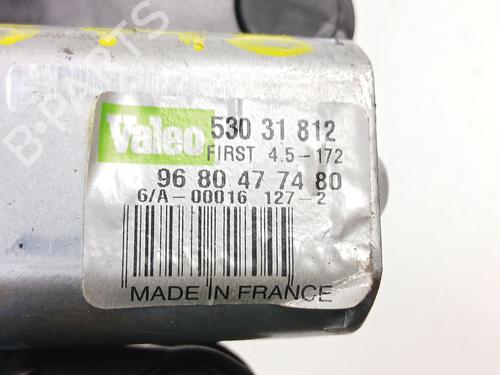 Valeo 530 31 812
FIRST 4.5-172
96 80 47 74 80
6/A-00016 127-2
MADE IN FRANCE
B-PARTS